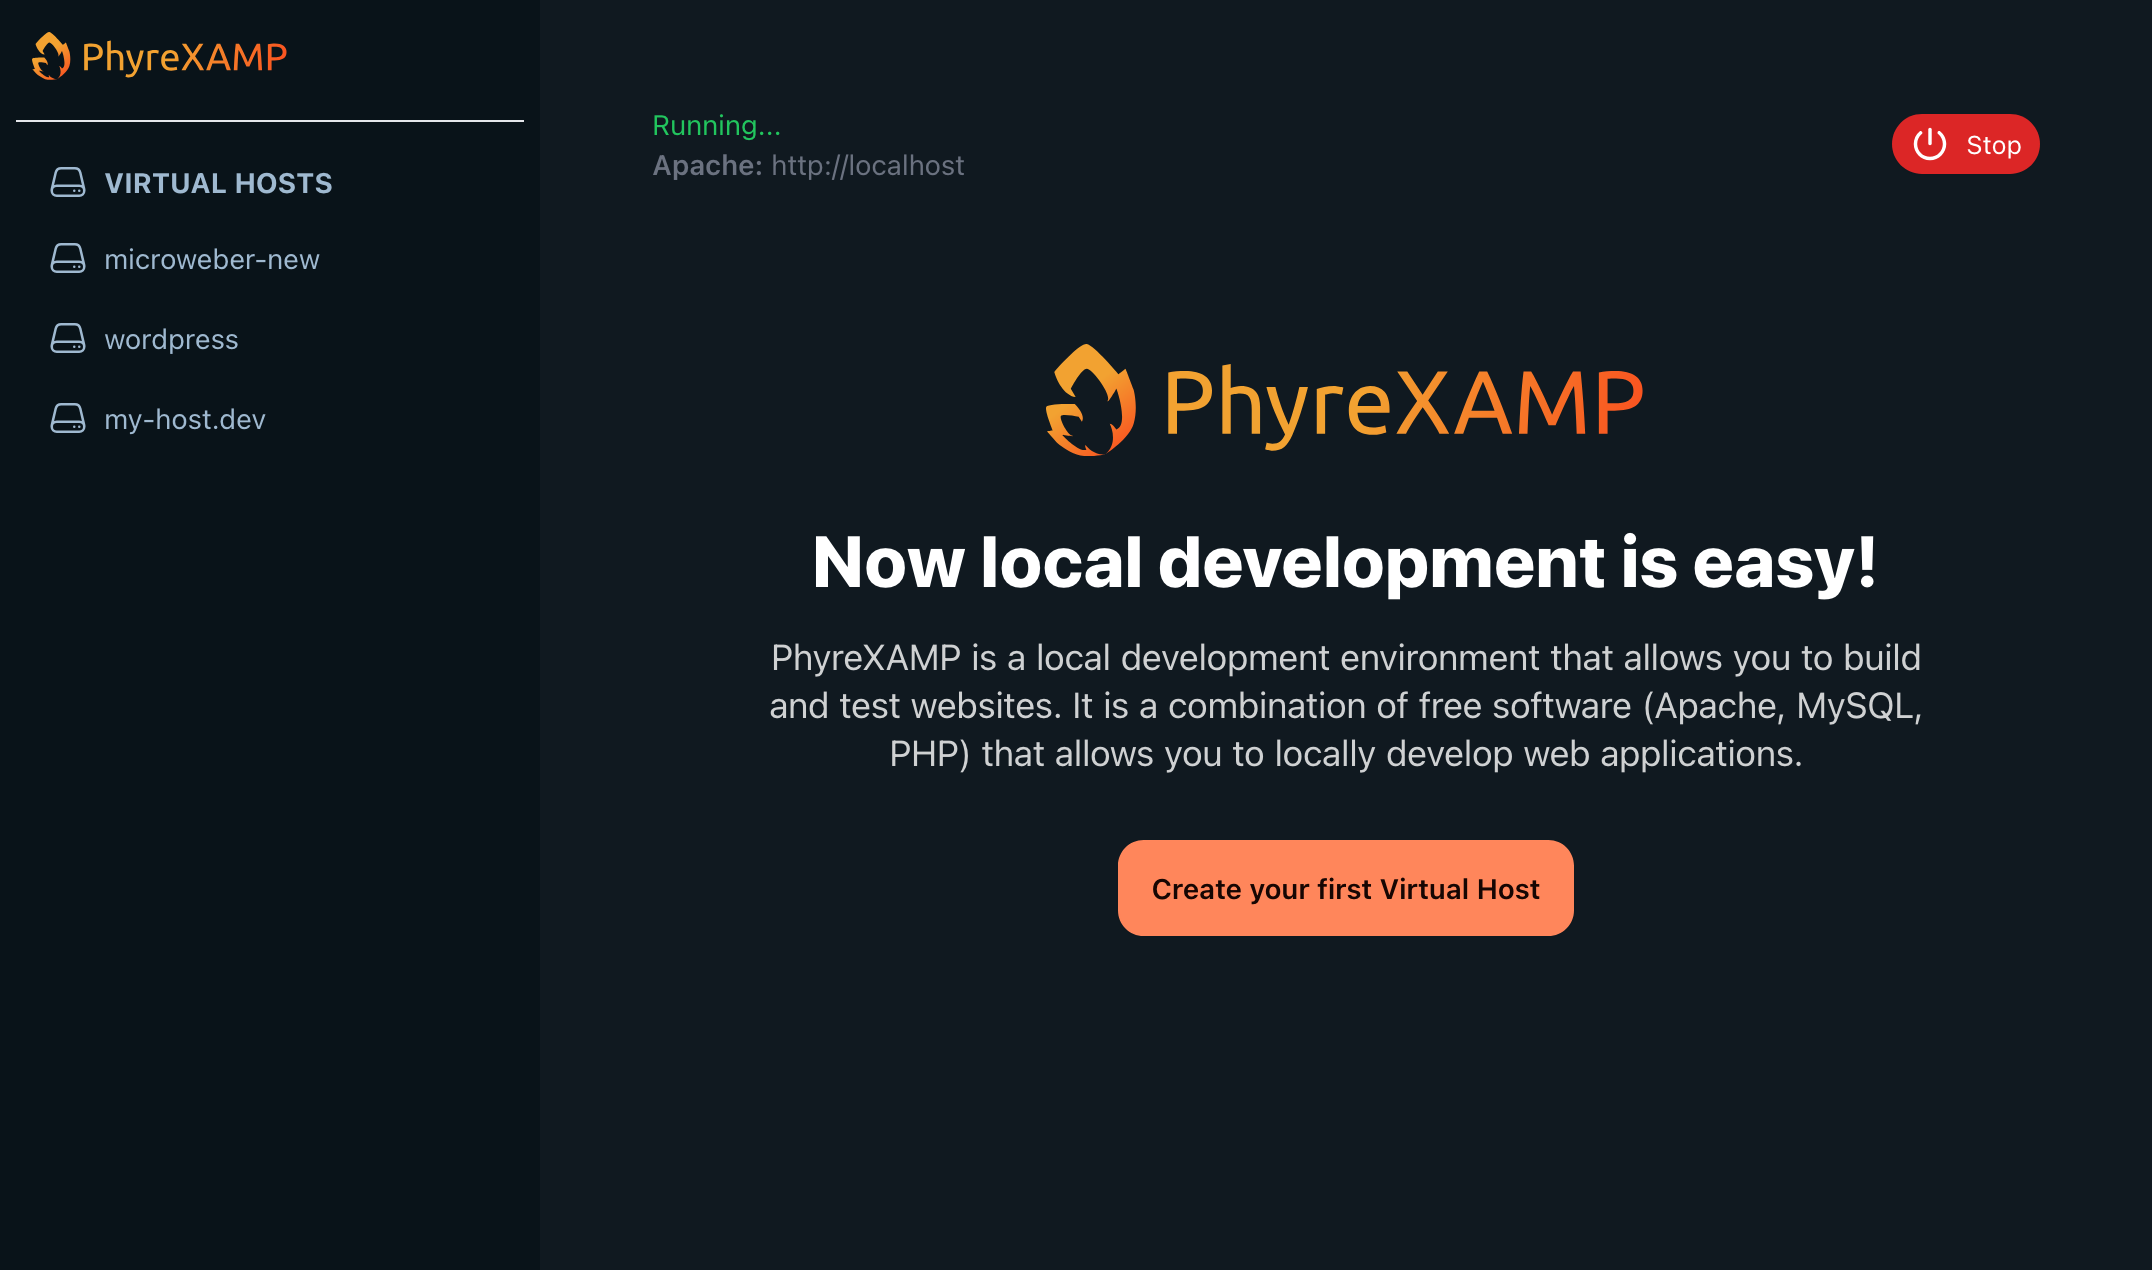 PhyreXAMP
VIRTUAL HOSTS
microweber-new
wordpress
my-host.dev
Running...
Apache: http://localhost
Stop
PhyreXAMP
Now local development is easy!
PhyreXAMP is a local development environment that allows you to build
and test websites. It is a combination of free software (Apache, MySQL,
PHP) that allows you to locally develop web applications.
Create your first Virtual Host